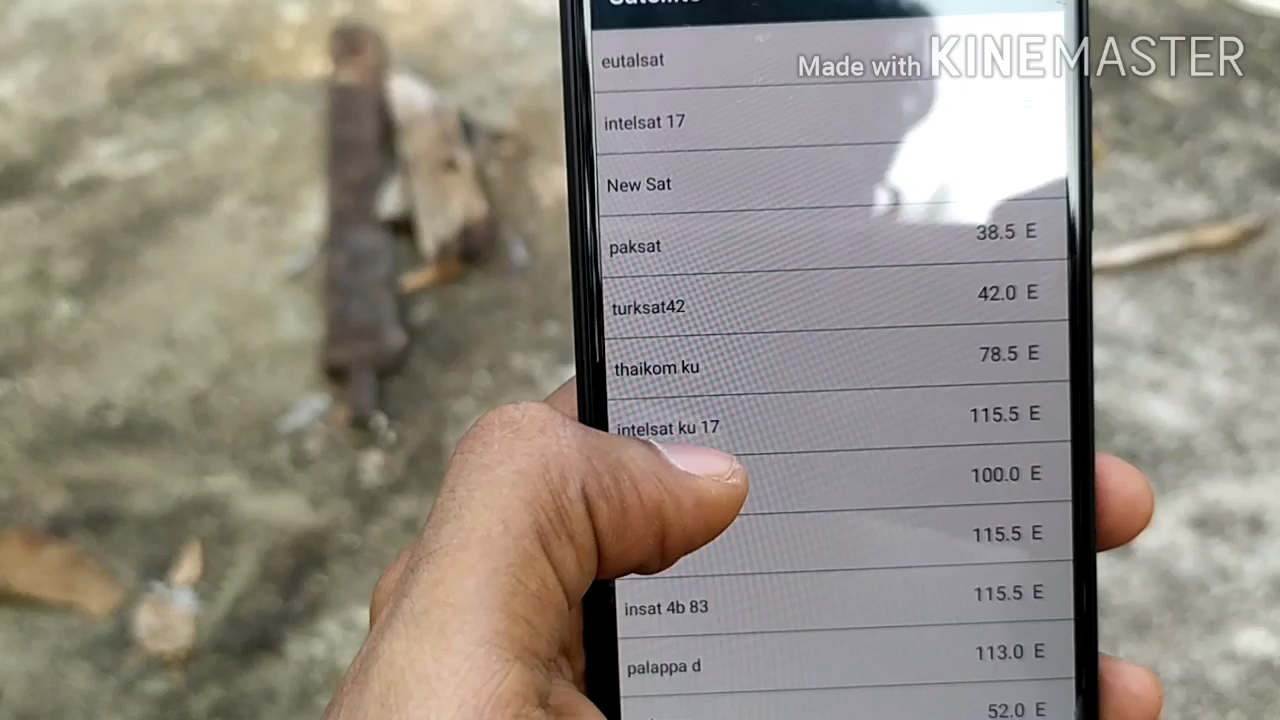 Made with KINEMASTER
eutalsat
intelsat 17
New Sat
paksat 38.5 E
turksat42 42.0 E
thaikom ku 78.5 E
intelsat ku 17 115.5 E
100.0 E
115.5 E
insat 4b 83 115.5 E
palappa d 113.0 E
52.0 E